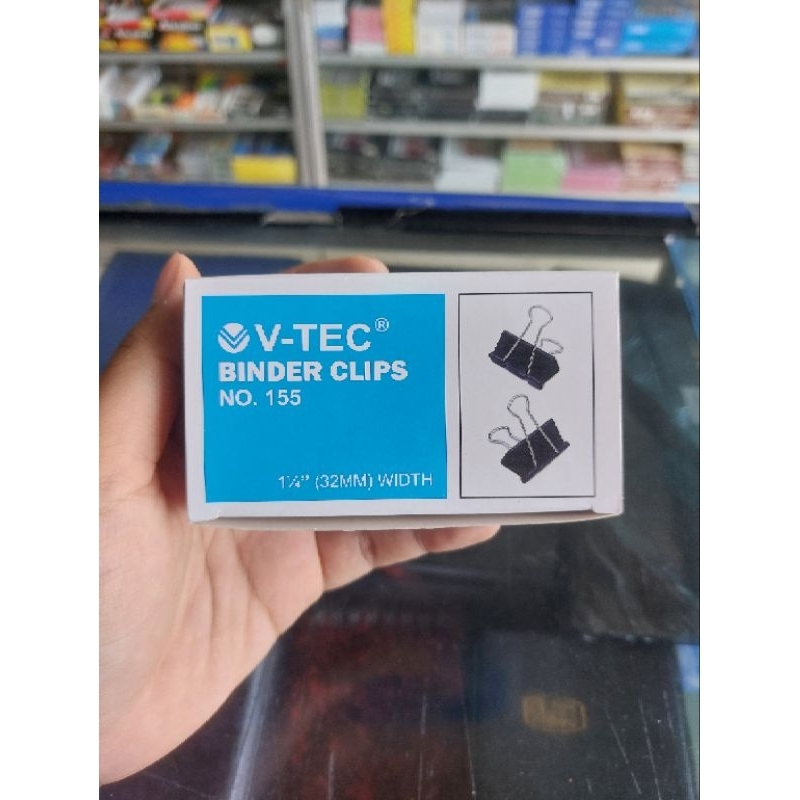 V-TEC®
BINDER CLIPS
NO. 155
1¼" (32MM) WIDTH